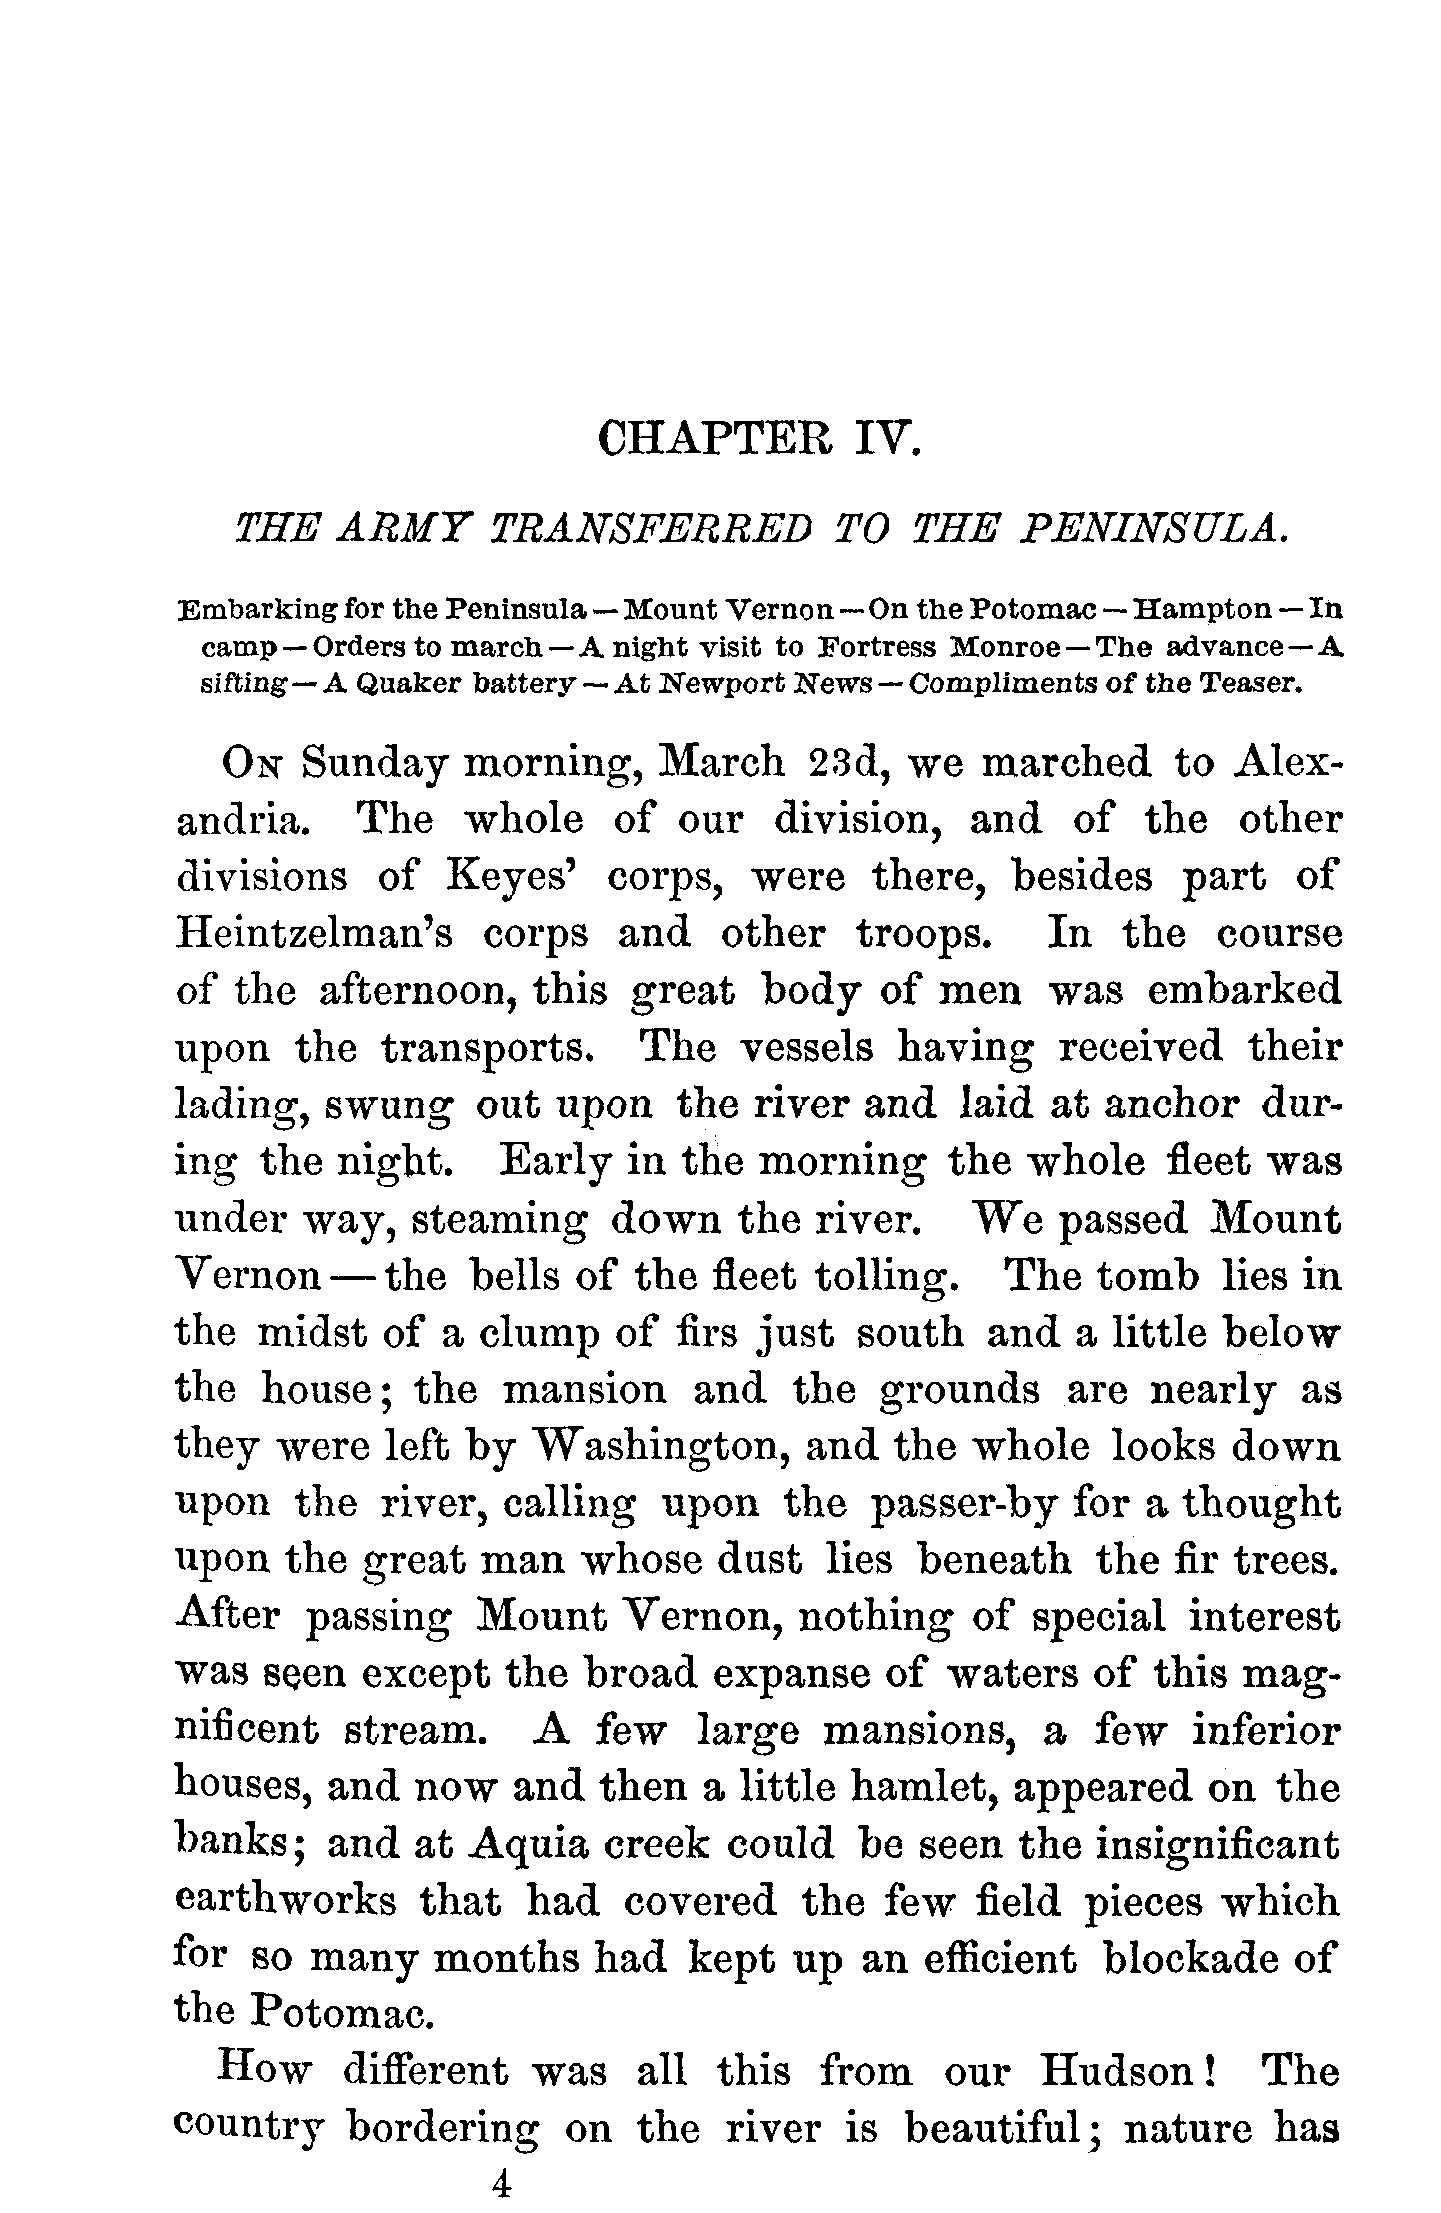 CHAPTER IV.
THE ARMY TRANSFERRED TO THE PENINSULA.
Embarking for the Peninsula—Mount Vernon—On the Potomac—Hampton—In
camp—Orders to march—A night visit to Fortress Monroe—The advance—A
sifting—A Quaker battery—At Newport News—Compliments of the Teaser.
On Sunday morning, March 23d, we marched to Alex-
andria. The whole of our division, and of the other
divisions of Keyes’ corps, were there, besides part of
Heintzelman’s corps and other troops. In the course
of the afternoon, this great body of men was embarked
upon the transports. The vessels having received their
lading, swung out upon the river and laid at anchor dur-
ing the night. Early in the morning the whole fleet was
under way, steaming down the river. We passed Mount
Vernon—the bells of the fleet tolling. The tomb lies in
the midst of a clump of firs just south and a little below
the house; the mansion and the grounds are nearly as
they were left by Washington, and the whole looks down
upon the river, calling upon the passer-by for a thought
upon the great man whose dust lies beneath the fir trees.
After passing Mount Vernon, nothing of special interest
was seen except the broad expanse of waters of this mag-
nificent stream. A few large mansions, a few inferior
houses, and now and then a little hamlet, appeared on the
banks; and at Aquia creek could be seen the insignificant
earthworks that had covered the few field pieces which
for so many months had kept up an efficient blockade of
the Potomac.
How different was all this from our Hudson! The
country bordering on the river is beautiful; nature has
4